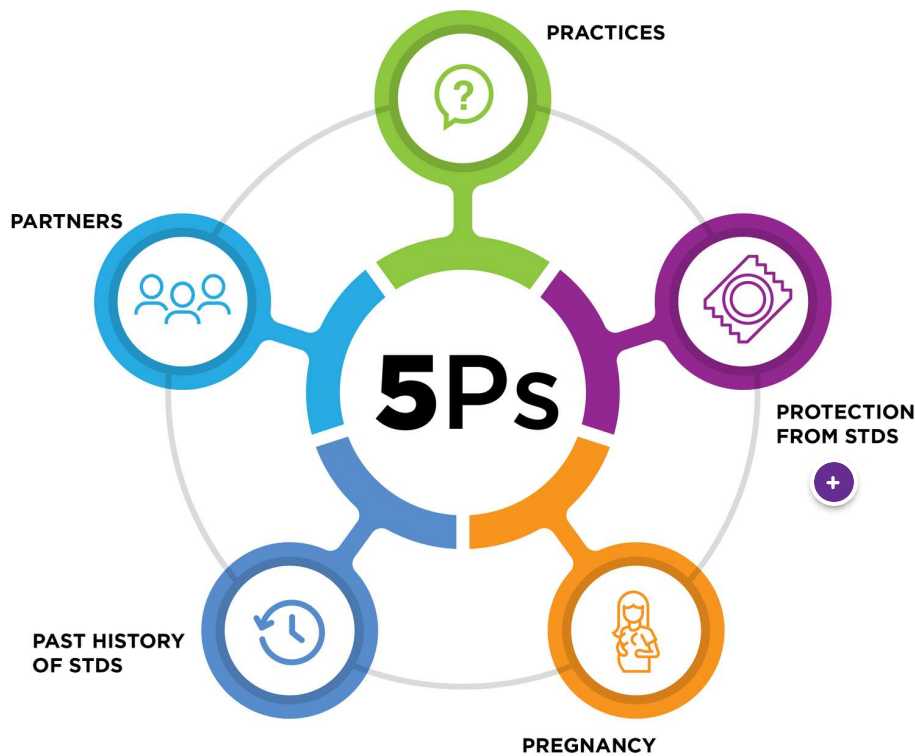 PRACTICES
?
PARTNERS
5Ps
PROTECTION
FROM STDS
+
PAST HISTORY
OF STDS
PREGNANCY